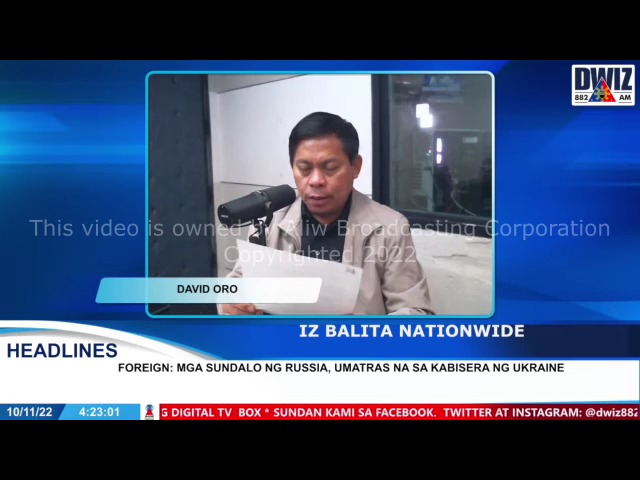 DWIZ
882 AM
This video is owned by Aliw Broadcasting Corporation
Copyrighted 2022
DAVID ORO
IZ BALITA NATIONWIDE
HEADLINES
FOREIGN: MGA SUNDALO NG RUSSIA, UMATRAS NA SA KABISERA NG UKRAINE
10/11/22 4:23:01 G DIGITAL TV BOX * SUNDAN KAMI SA FACEBOOK. TWITTER AT INSTAGRAM: @dwiz882